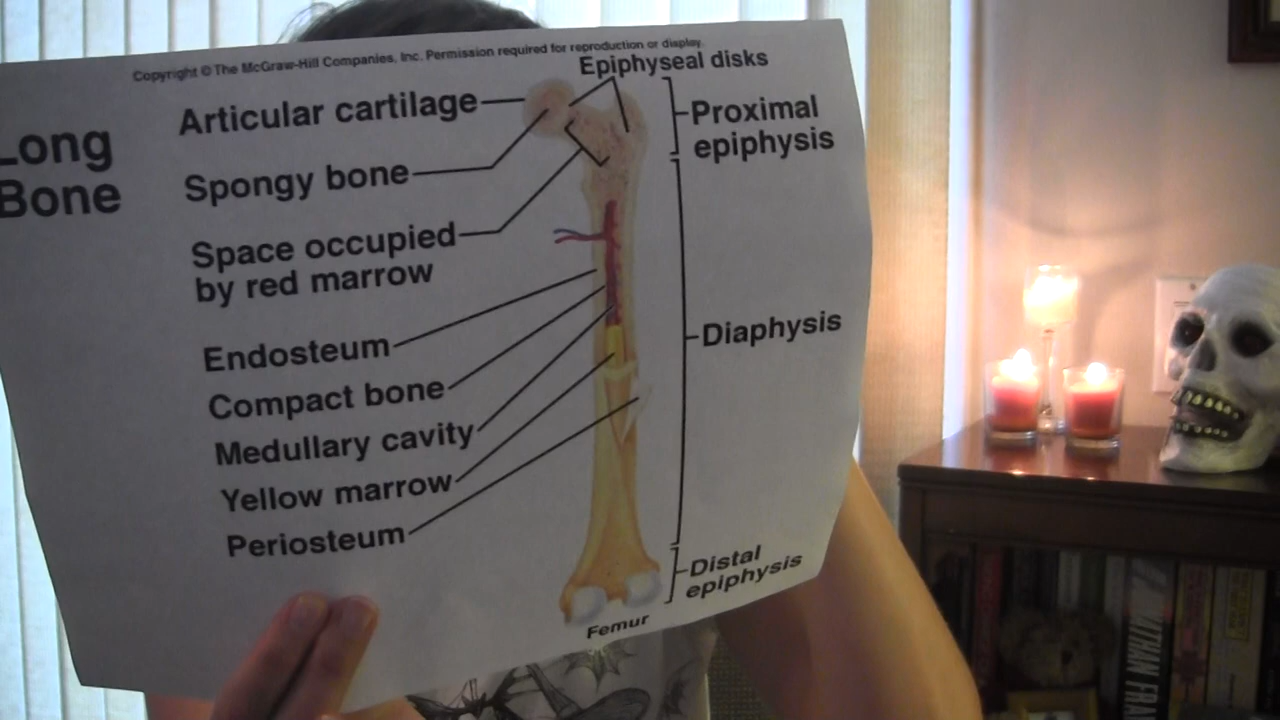 Copyright © The McGraw-Hill Companies, Inc. Permission required for reproduction or display.
Long
Bone
Epiphyseal disks
Articular cartilage
Proximal
epiphysis
Spongy bone
Space occupied
by red marrow
Endosteum
Diaphysis
Compact bone
Medullary cavity
Yellow marrow
Periosteum
Distal
epiphysis
Femur